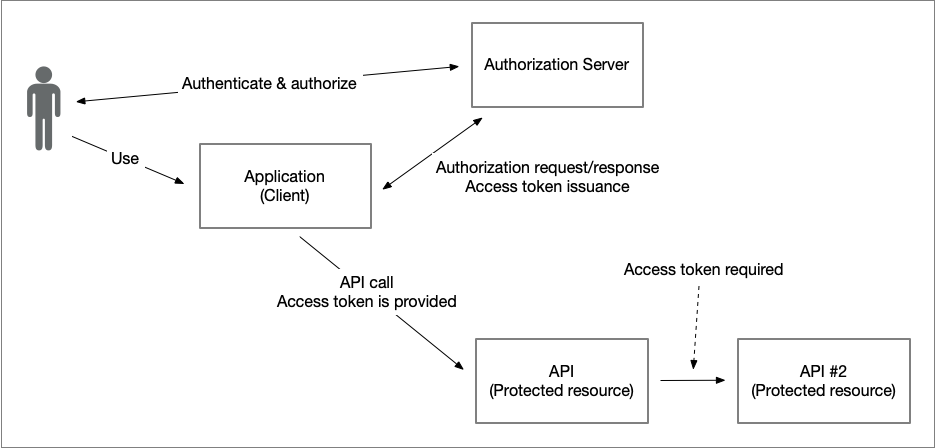 Authorization Server
Authenticate & authorize
Use
Application
(Client)
Authorization request/response
Access token issuance
API call
Access token is provided
Access token required
API
(Protected resource)
API #2
(Protected resource)